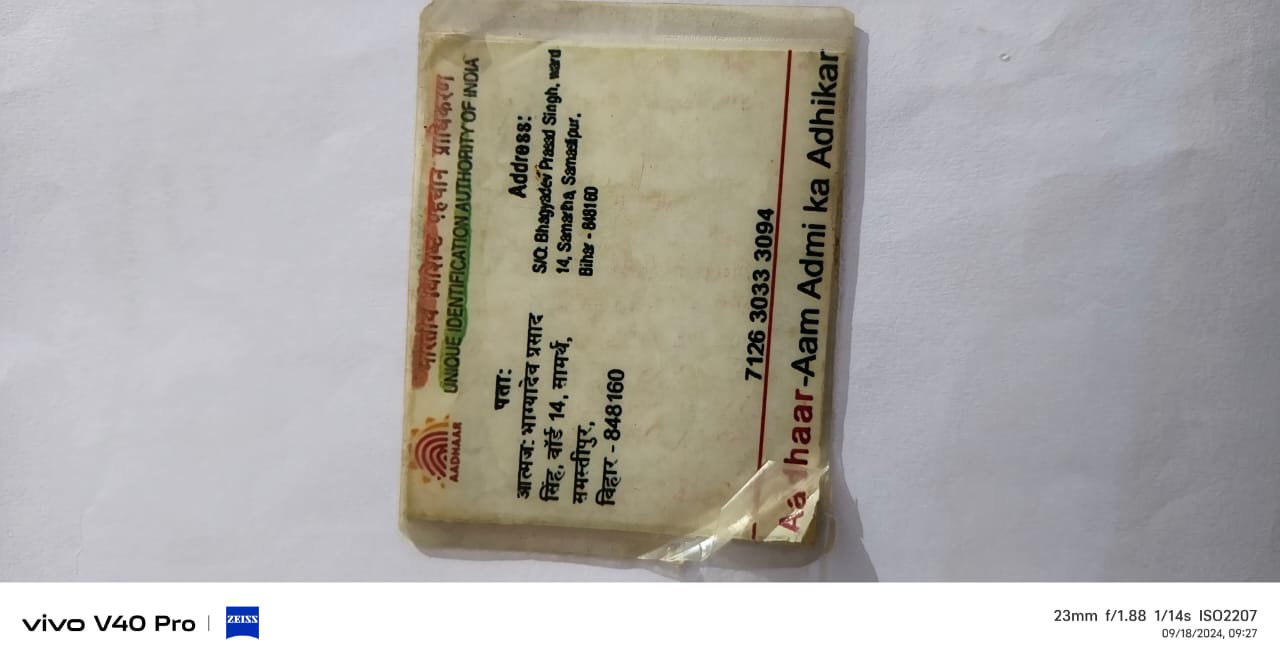 भारतीय विशिष्ट पहचान प्राधिकरण
UNIQUE IDENTIFICATION AUTHORITY OF INDIA
AADHAAR
पता:
आत्मज: भाग्यादेव प्रसाद
सिंह, वॉर्ड 14, सामर्थ,
समस्तीपुर,
बिहार - 848160
Address:
S/O: Bhagyadev Prasad Singh, ward
14, Samartha, Samastipur,
Bihar - 848160
7126 3033 3094
Aadhaar-Aam Admi ka Adhikar
vivo V40 Pro | ZEISS
23mm f/1.88 1/14s ISO2207
09/18/2024, 09:27